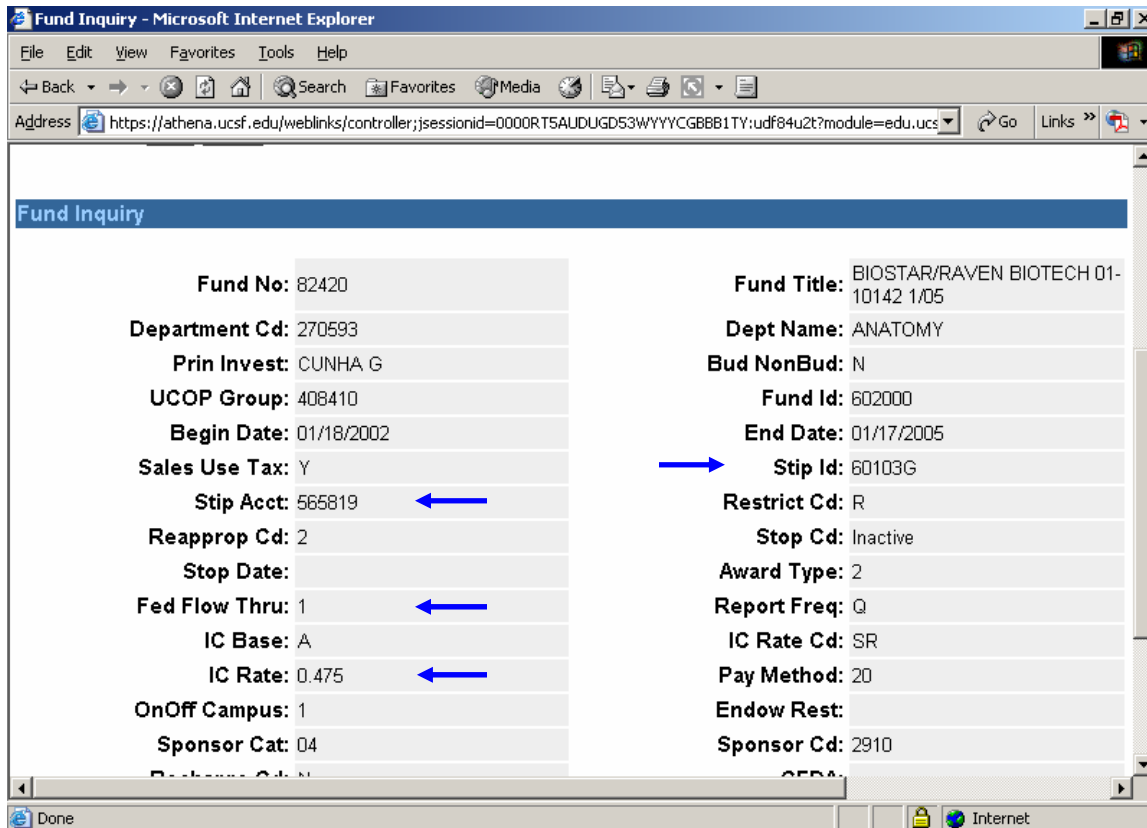 Fund Inquiry - Microsoft Internet Explorer
File Edit View Favorites Tools Help
Back Search Favorites Media
Address https://athena.ucsf.edu/weblinks/controller;jsessionid=0000RT5AUDUGD53WYYYCGBBB1TY:udf84u2t?module=edu.ucs Go Links »
Fund Inquiry
Fund No: 82420 Fund Title: BIOSTAR/RAVEN BIOTECH 01-
10142 1/05
Department Cd: 270593 Dept Name: ANATOMY
Prin Invest: CUNHA G Bud NonBud: N
UCOP Group: 408410 Fund Id: 602000
Begin Date: 01/18/2002 End Date: 01/17/2005
Sales Use Tax: Y Stip Id: 60103G
Stip Acct: 565819 Restrict Cd: R
Reapprop Cd: 2 Stop Cd: Inactive
Stop Date: Award Type: 2
Fed Flow Thru: 1 Report Freq: Q
IC Base: A IC Rate Cd: SR
IC Rate: 0.475 Pay Method: 20
OnOff Campus: 1 Endow Rest:
Sponsor Cat: 04 Sponsor Cd: 2910
Done Internet